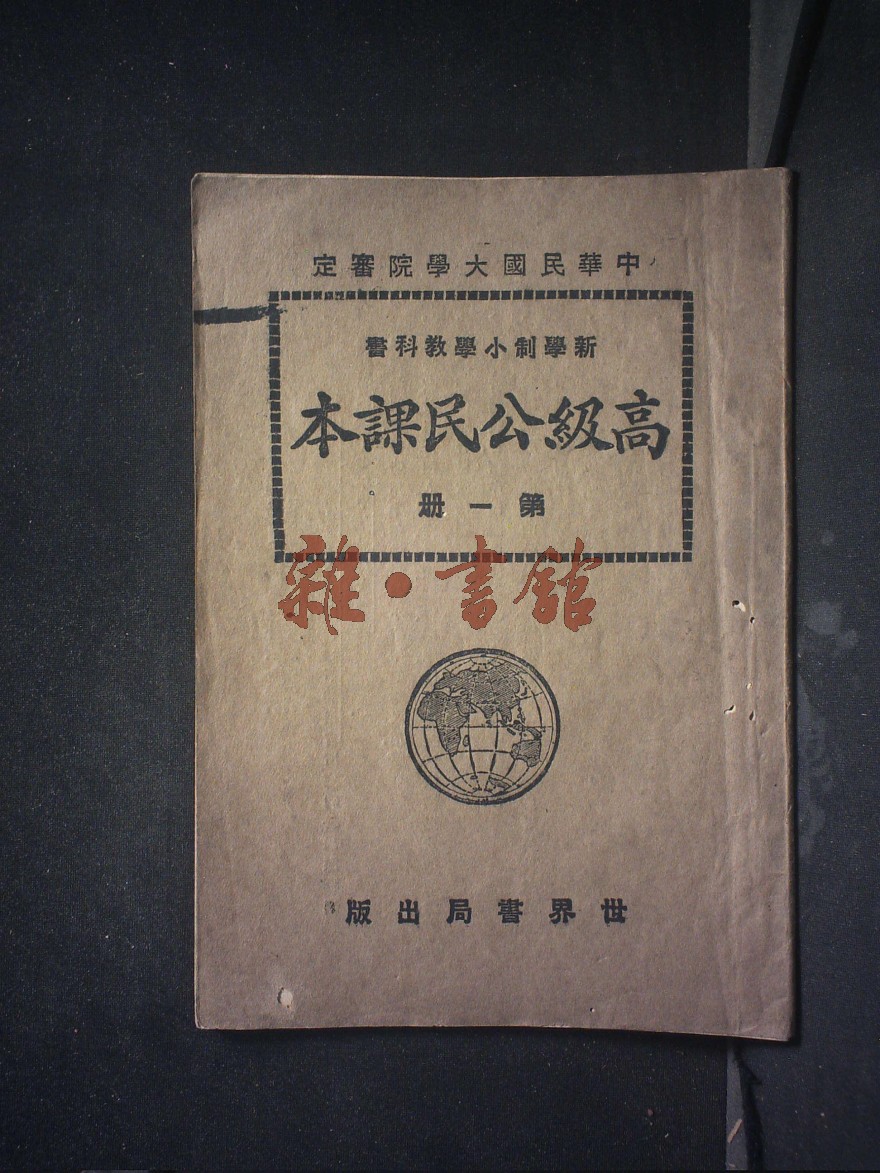 中華民國大學院審定
新學制小學教科書
高級公民課本
第一册
雜·書館
世界書局出版